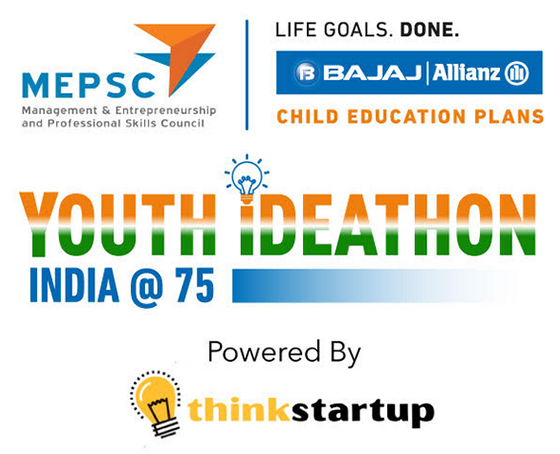 MEPSC
Management & Entrepreneurship
and Professional Skills Council
LIFE GOALS. DONE.
B BAJAJ | Allianz
CHILD EDUCATION PLANS
YOUTH iDEATHON
INDIA @ 75
Powered By
thinkstartup